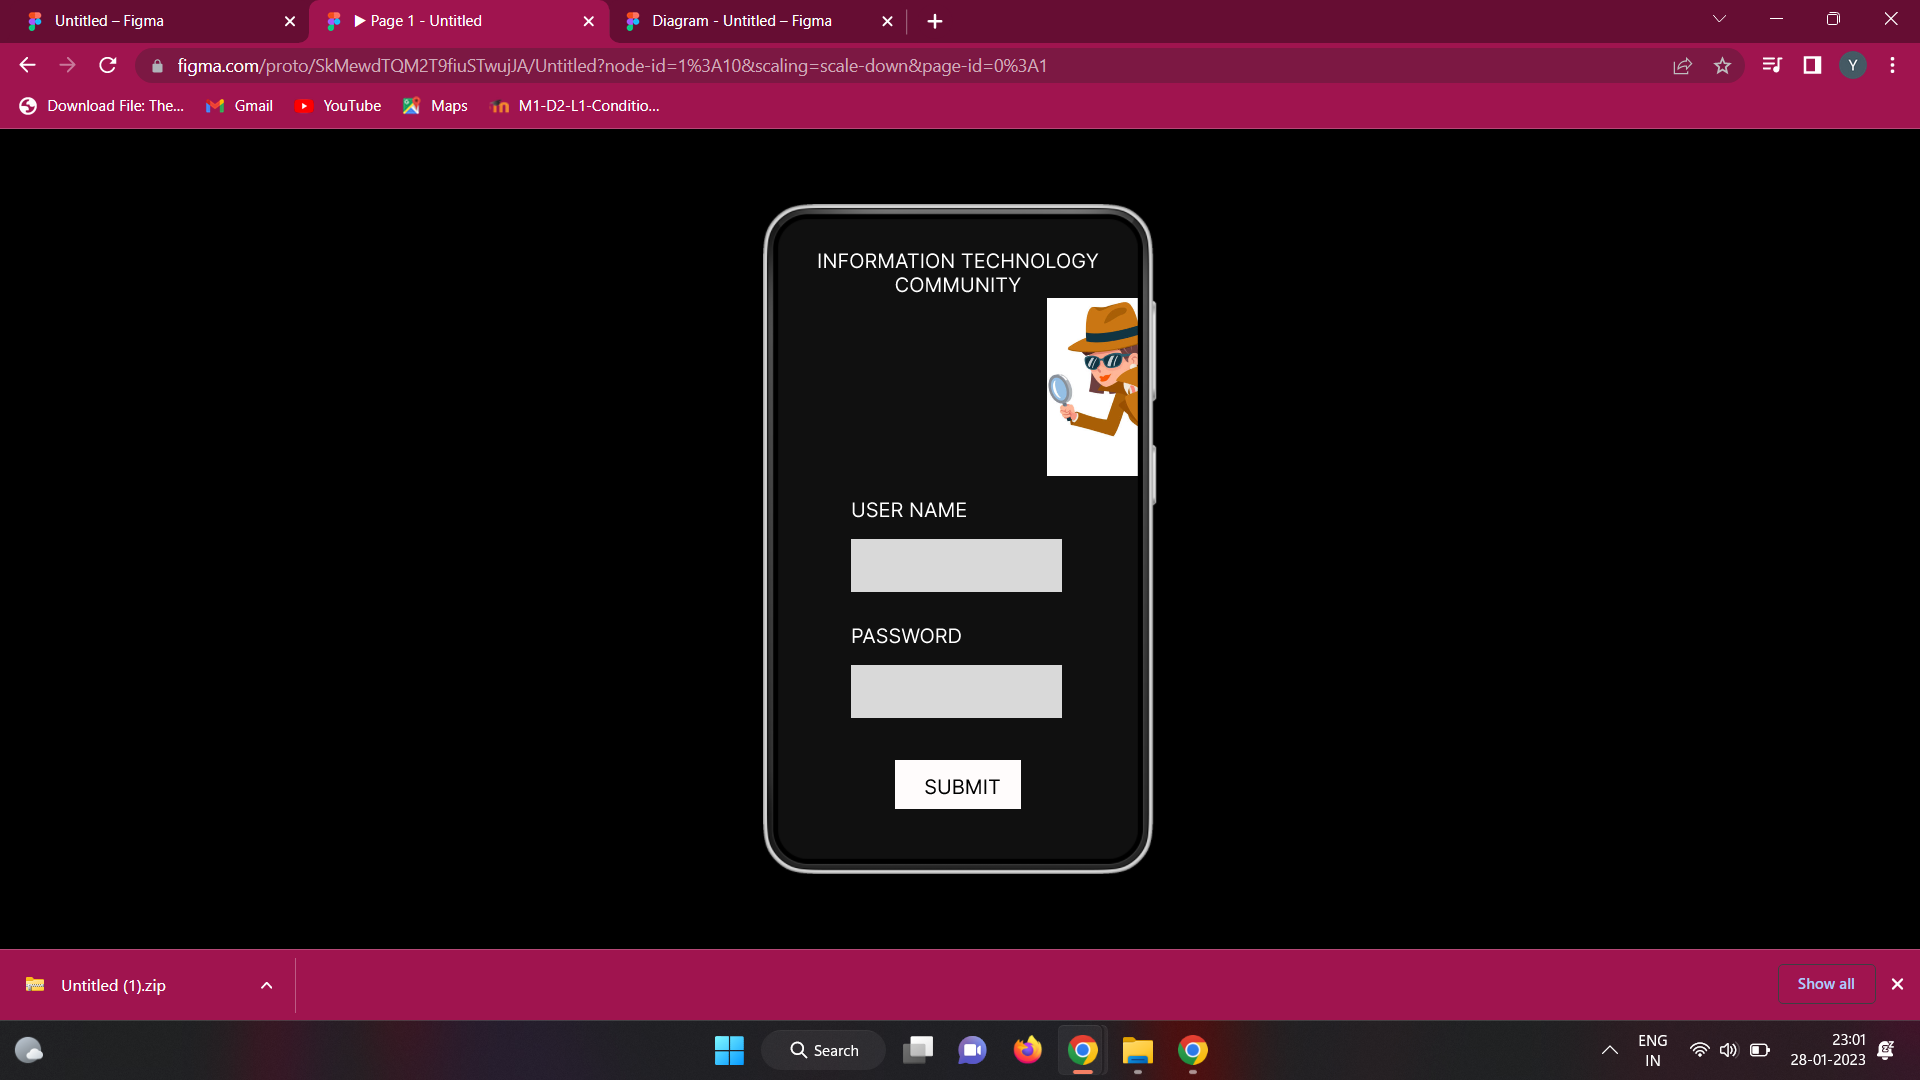 Untitled – Figma
▶ Page 1 - Untitled
Diagram - Untitled – Figma
figma.com/proto/SkMewdTQM2T9fiuSTwujJA/Untitled?node-id=1%3A10&scaling=scale-down&page-id=0%3A1
Y
Download File: The...
Gmail
YouTube
Maps
M1-D2-L1-Conditio...
INFORMATION TECHNOLOGY
COMMUNITY
USER NAME
PASSWORD
SUBMIT
Untitled (1).zip
Show all
Search
ENG
IN
23:01
28-01-2023